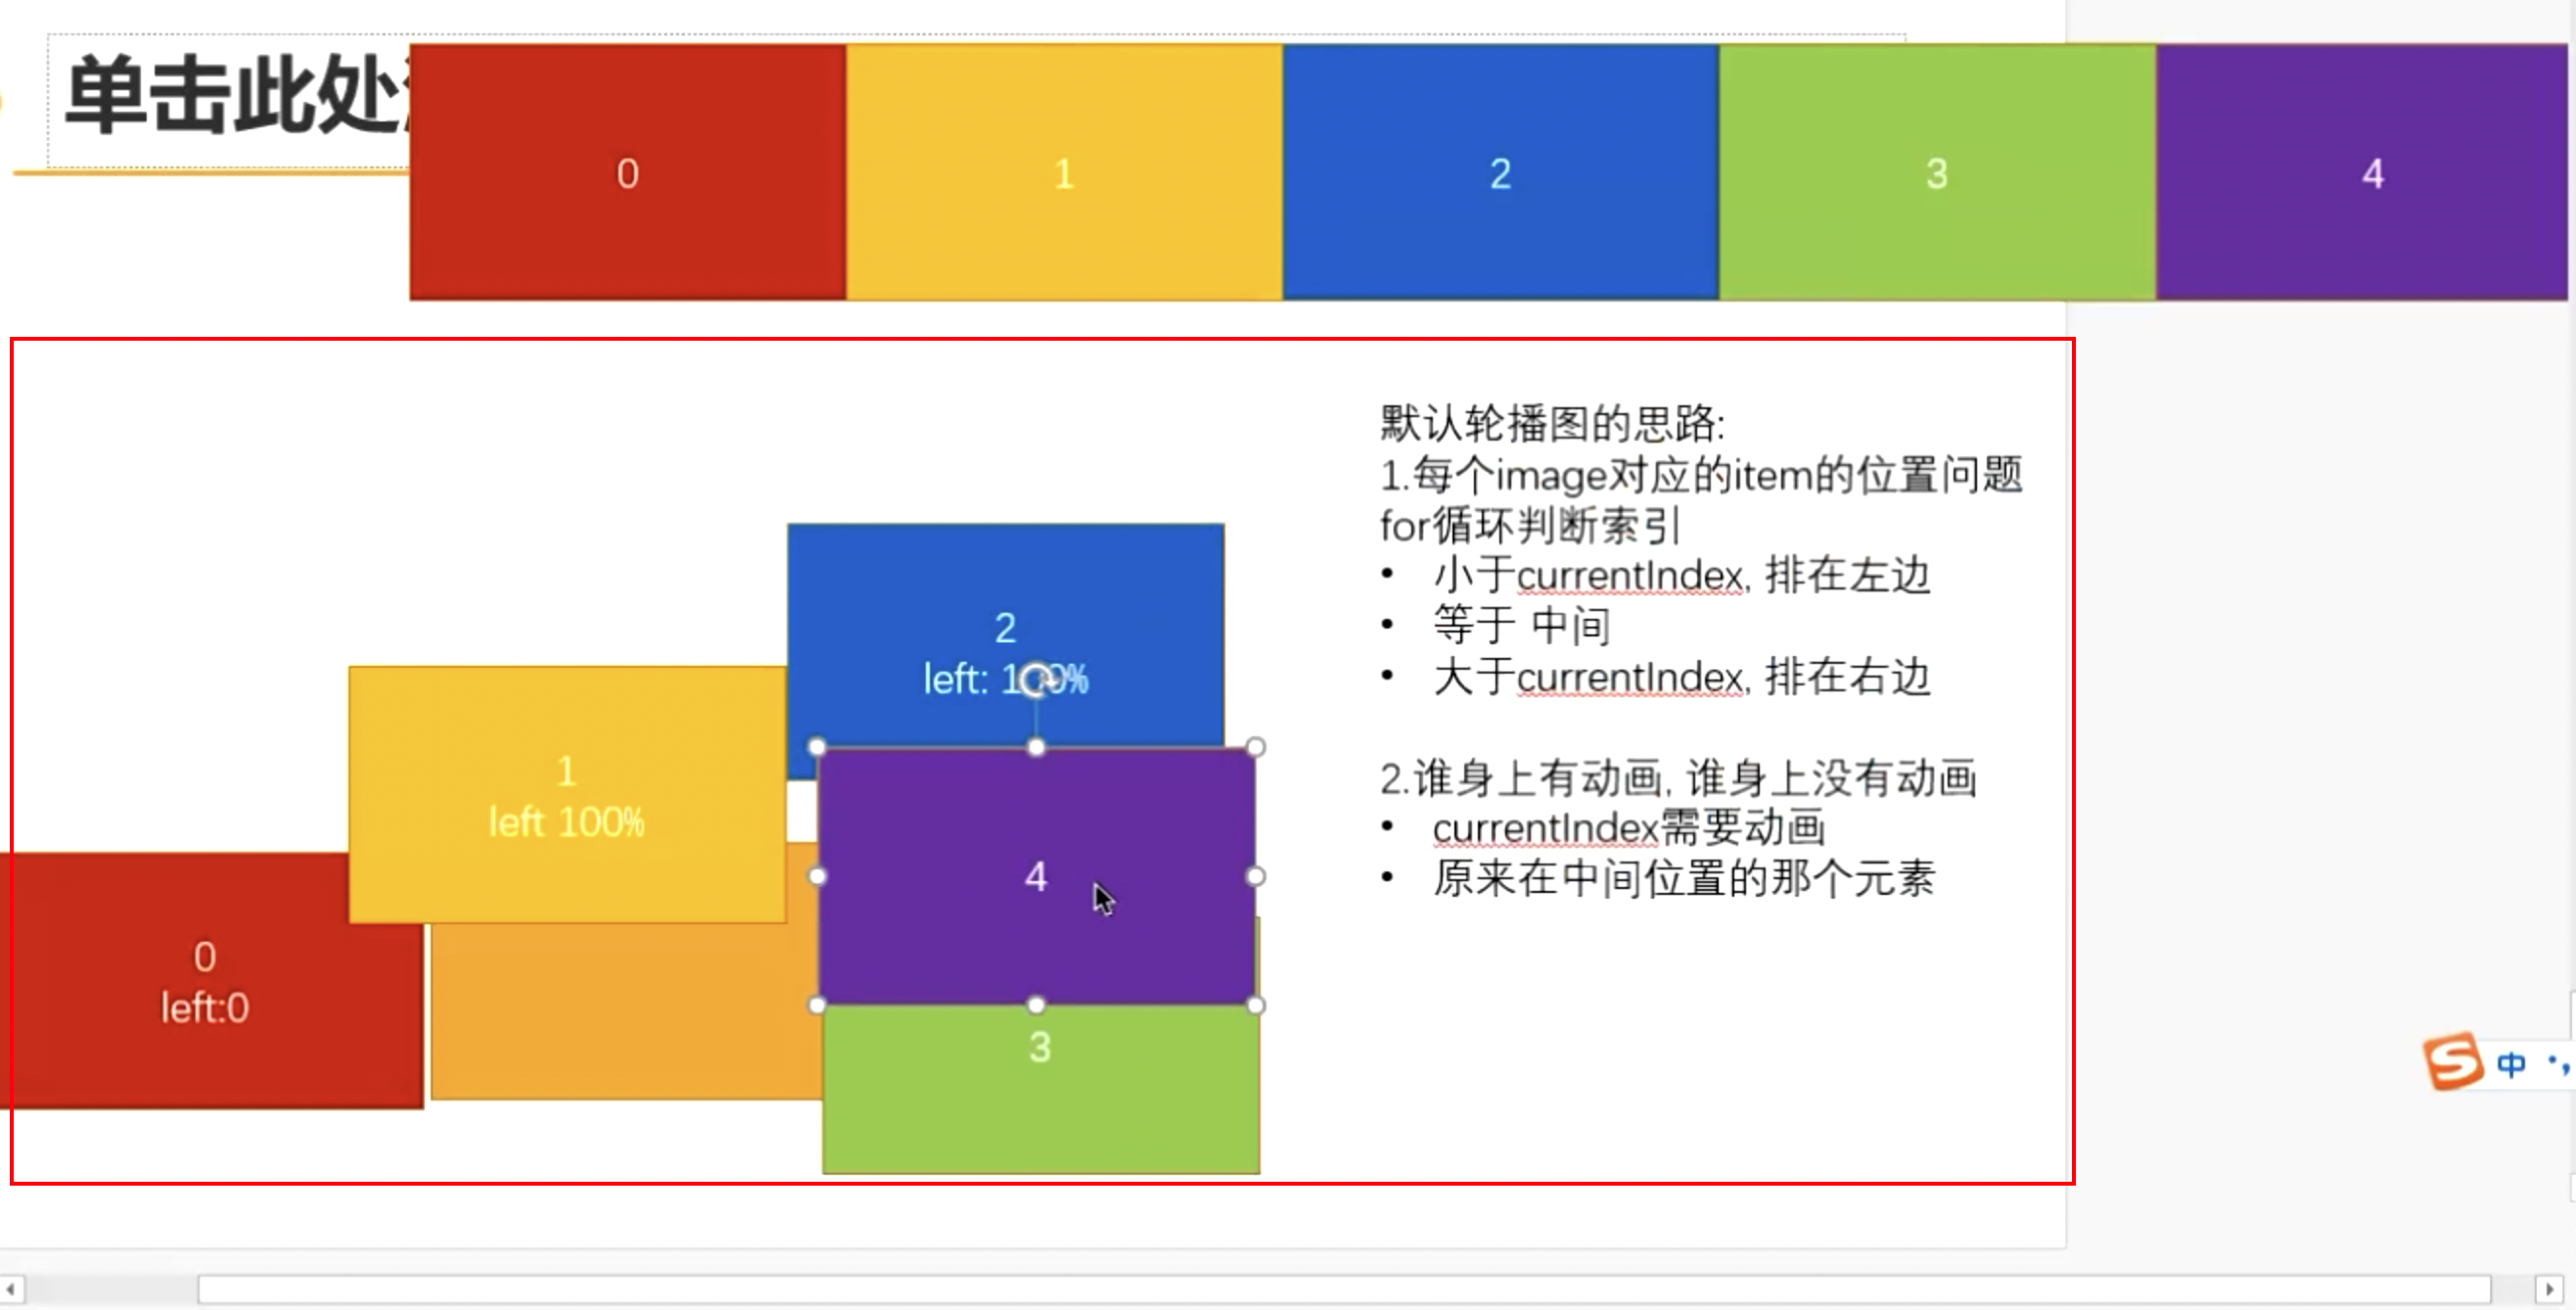 单击此处
0
1
2
3
4
默认轮播图的思路:
1.每个image对应的item的位置问题
for循环判断索引
• 小于currentIndex, 排在左边
• 等于 中间
• 大于currentIndex, 排在右边
2.谁身上有动画, 谁身上没有动画
• currentIndex需要动画
• 原来在中间位置的那个元素
2
left:
1
left 100%
4
0
left:0
3
中